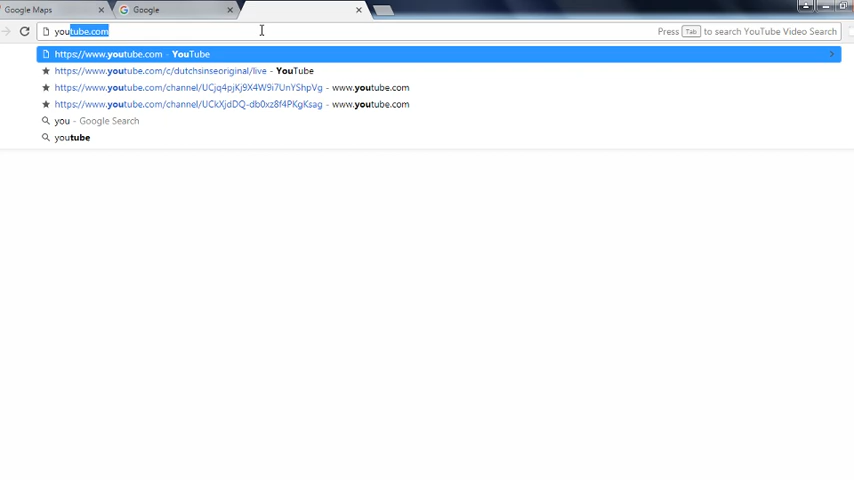 Google Maps
Google
youtube.com
Press Tab to search YouTube Video Search
https://www.youtube.com - YouTube
https://www.youtube.com/c/dutchsinseoriginal/live - YouTube
https://www.youtube.com/channel/UCjq4pjKj9X4W9i7UnYShpVg - www.youtube.com
https://www.youtube.com/channel/UCkXjdDQ-db0xz8f4PKgKsag - www.youtube.com
you - Google Search
youtube